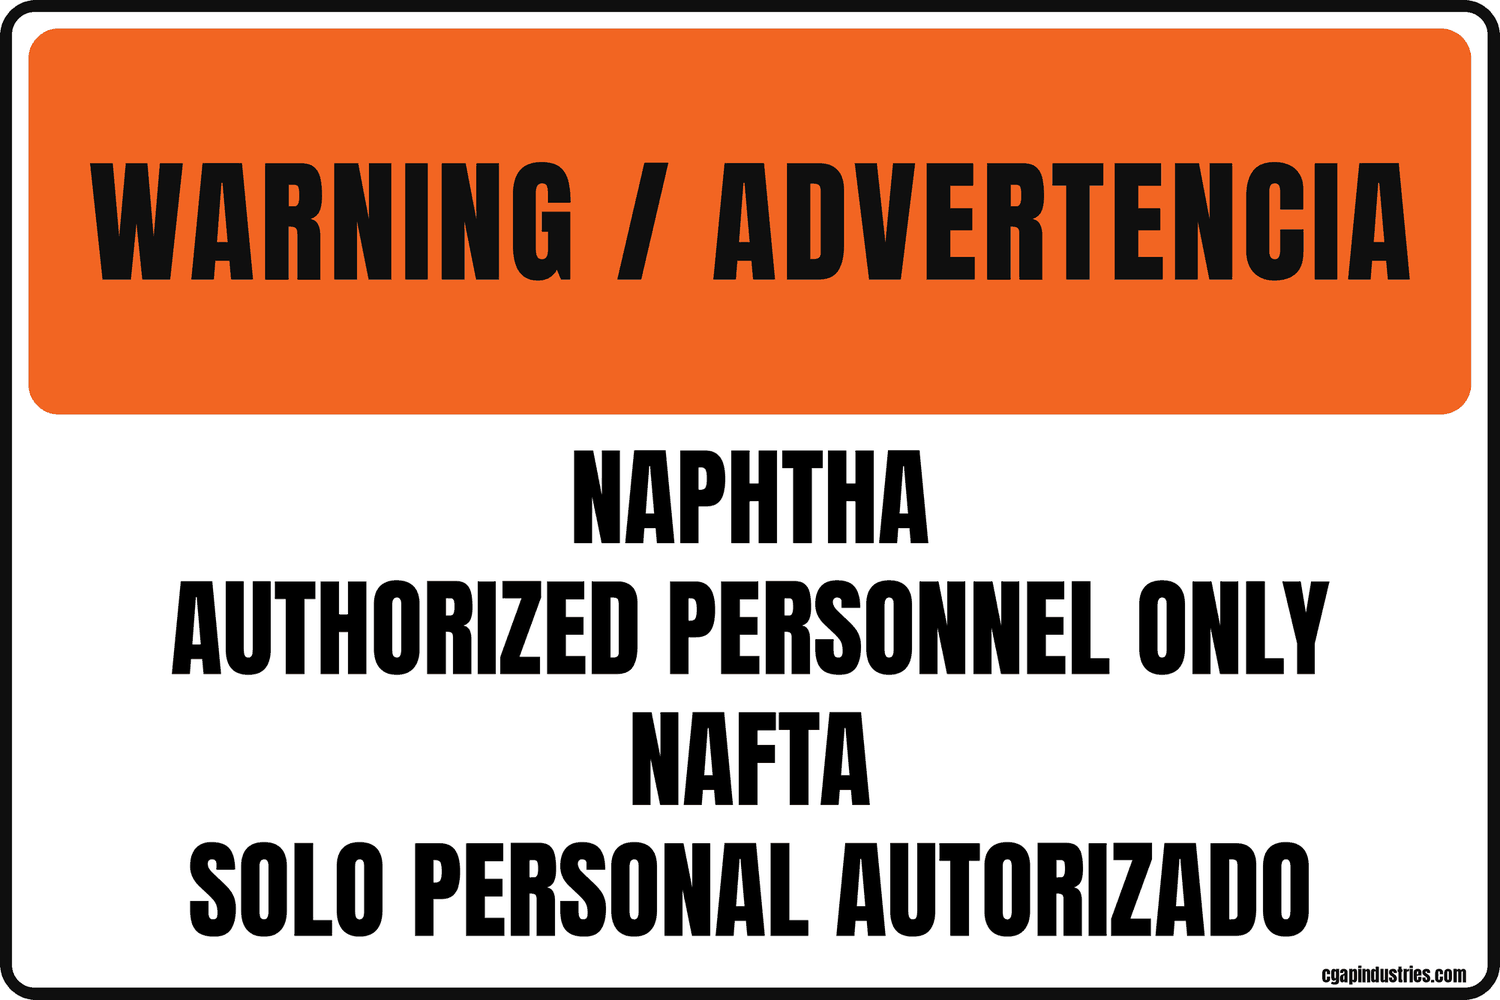 WARNING / ADVERTENCIA
NAPHTHA
AUTHORIZED PERSONNEL ONLY
NAFTA
SOLO PERSONAL AUTORIZADO
cgapindustries.com